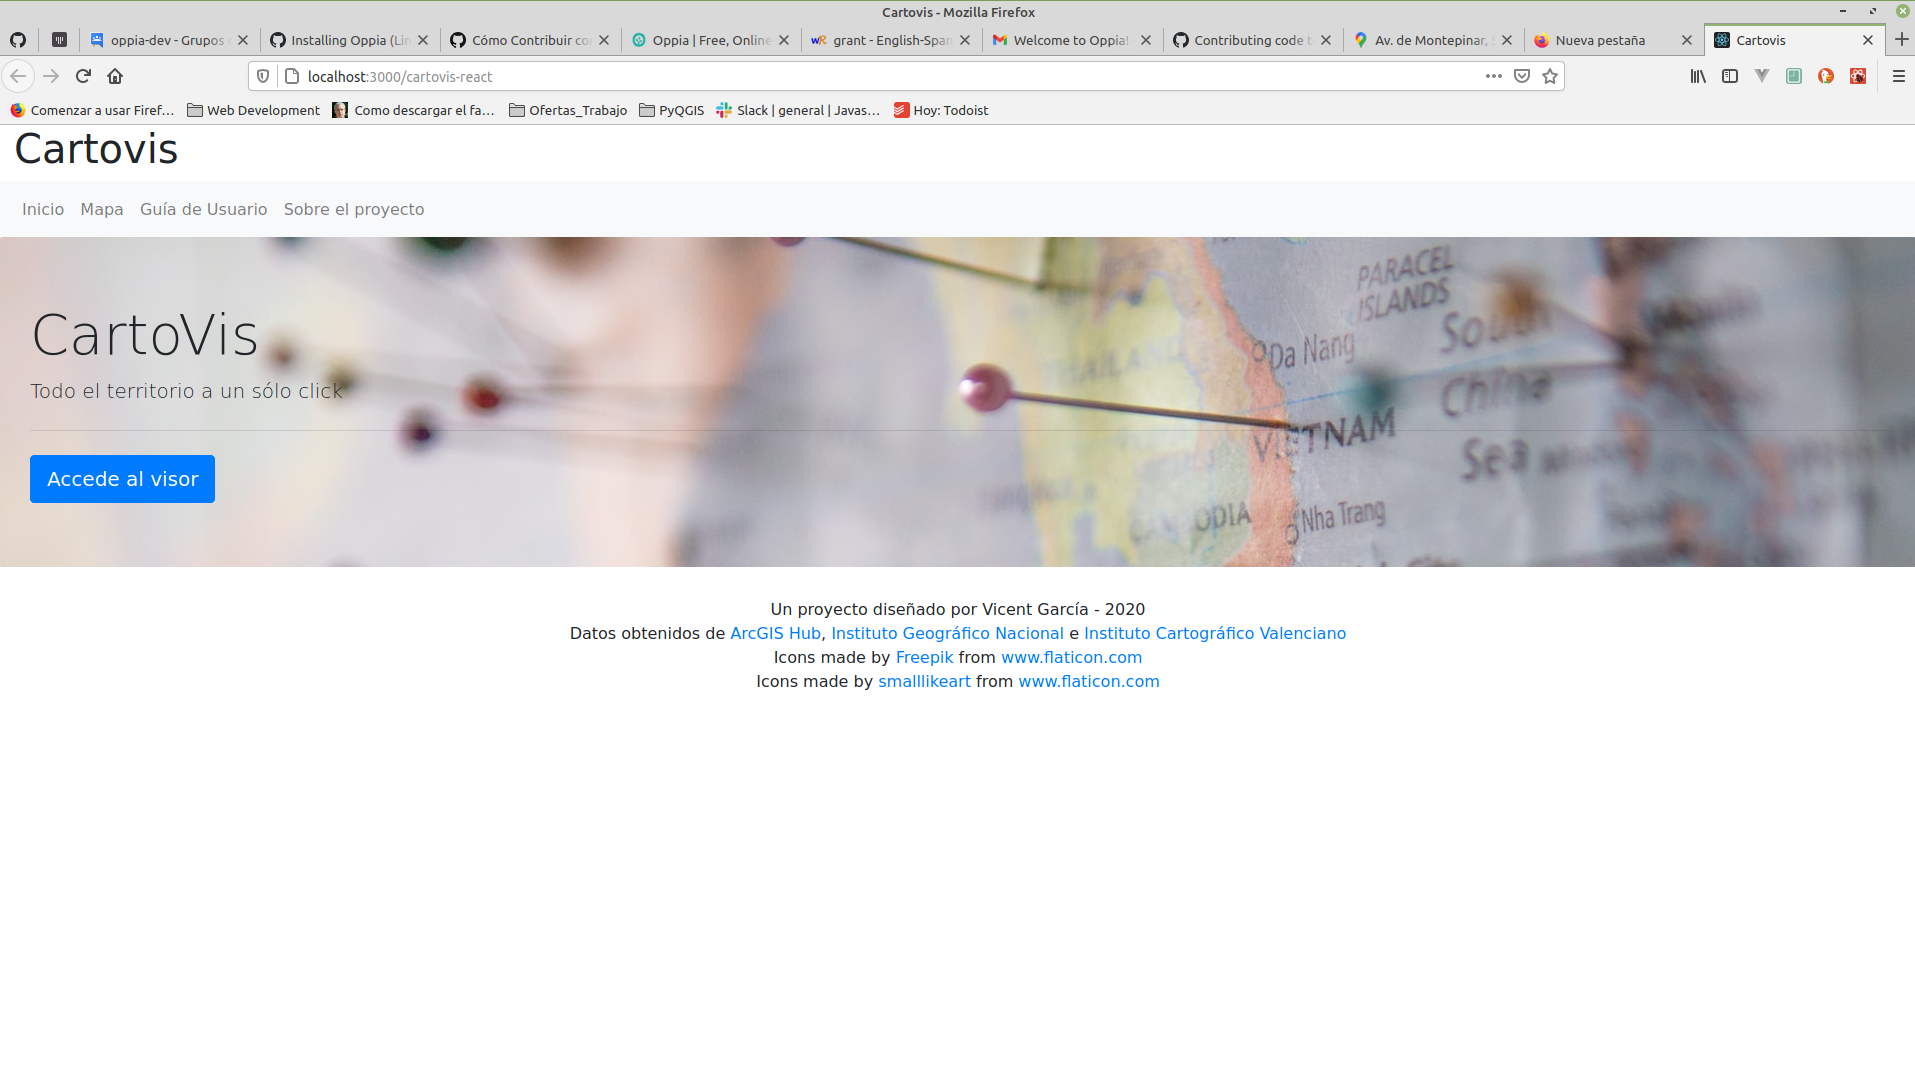 Cartovis - Mozilla Firefox
oppia-dev - Grupos
Installing Oppia (Lin
Cómo Contribuir co
Oppia | Free, Online
wR grant - English-Span
Welcome to Oppia!
Contributing code t
Av. de Montepinar,
Nueva pestaña
Cartovis
localhost:3000/cartovis-react
Comenzar a usar Firef…
Web Development
Como descargar el fa…
Ofertas_Trabajo
PyQGIS
Slack | general | Javas…
Hoy: Todoist
Cartovis
Inicio
Mapa
Guía de Usuario
Sobre el proyecto
CartoVis
Todo el territorio a un sólo click
Accede al visor
PARACEL
ISLANDS
South
China
Sea
Da Nang
THAILAND
VIETNAM
CAMBODIA
Nha Trang
Un proyecto diseñado por Vicent García - 2020
Datos obtenidos de ArcGIS Hub, Instituto Geográfico Nacional e Instituto Cartográfico Valenciano
Icons made by Freepik from www.flaticon.com
Icons made by smalllikeart from www.flaticon.com